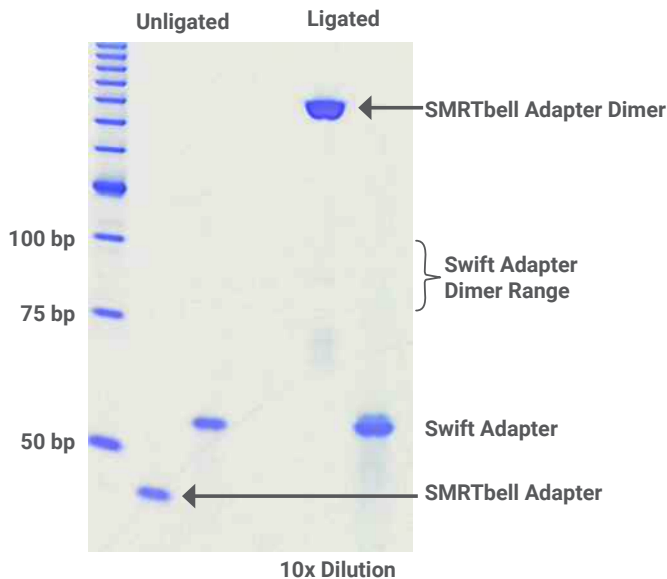 Unligated
Ligated
SMRTbell Adapter Dimer
100 bp
Swift Adapter
Dimer Range
75 bp
50 bp
Swift Adapter
SMRTbell Adapter
10x Dilution